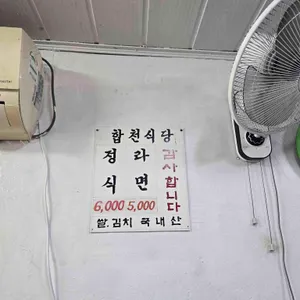 합천식당
정식
6,000
라면
5,000
감사합니다
쌀.김치 국내산